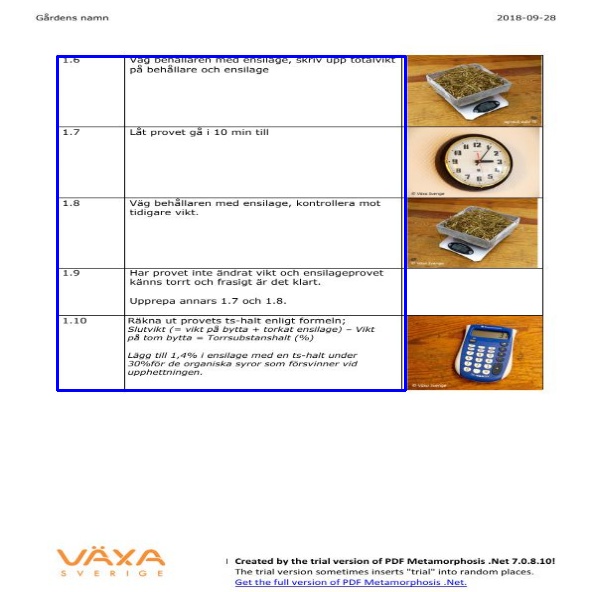 Gårdens namn 2018-09-28
1.6 Väg behållaren med ensilage, skriv upp totalvikt
på behållare och ensilage
1.7 Låt provet gå i 10 min till
© Växa Sverige
1.8 Väg behållaren med ensilage, kontrollera mot
tidigare vikt.
© Växa Sverige
1.9 Har provet inte ändrat vikt och ensilageprovet
känns torrt och frasigt är det klart.
Upprepa annars 1.7 och 1.8.
1.10 Räkna ut provets ts-halt enligt formeln;
Slutvikt (= vikt på bytta + torkat ensilage) – Vikt
på tom bytta = Torrsubstanshalt (%)
Lägg till 1,4% i ensilage med en ts-halt under
30%för de organiska syror som försvinner vid
upphettningen.
© Växa Sverige
VÄXA
SVERIGE
Created by the trial version of PDF Metamorphosis .Net 7.0.8.10!
The trial version sometimes inserts "trial" into random places.
Get the full version of PDF Metamorphosis .Net.